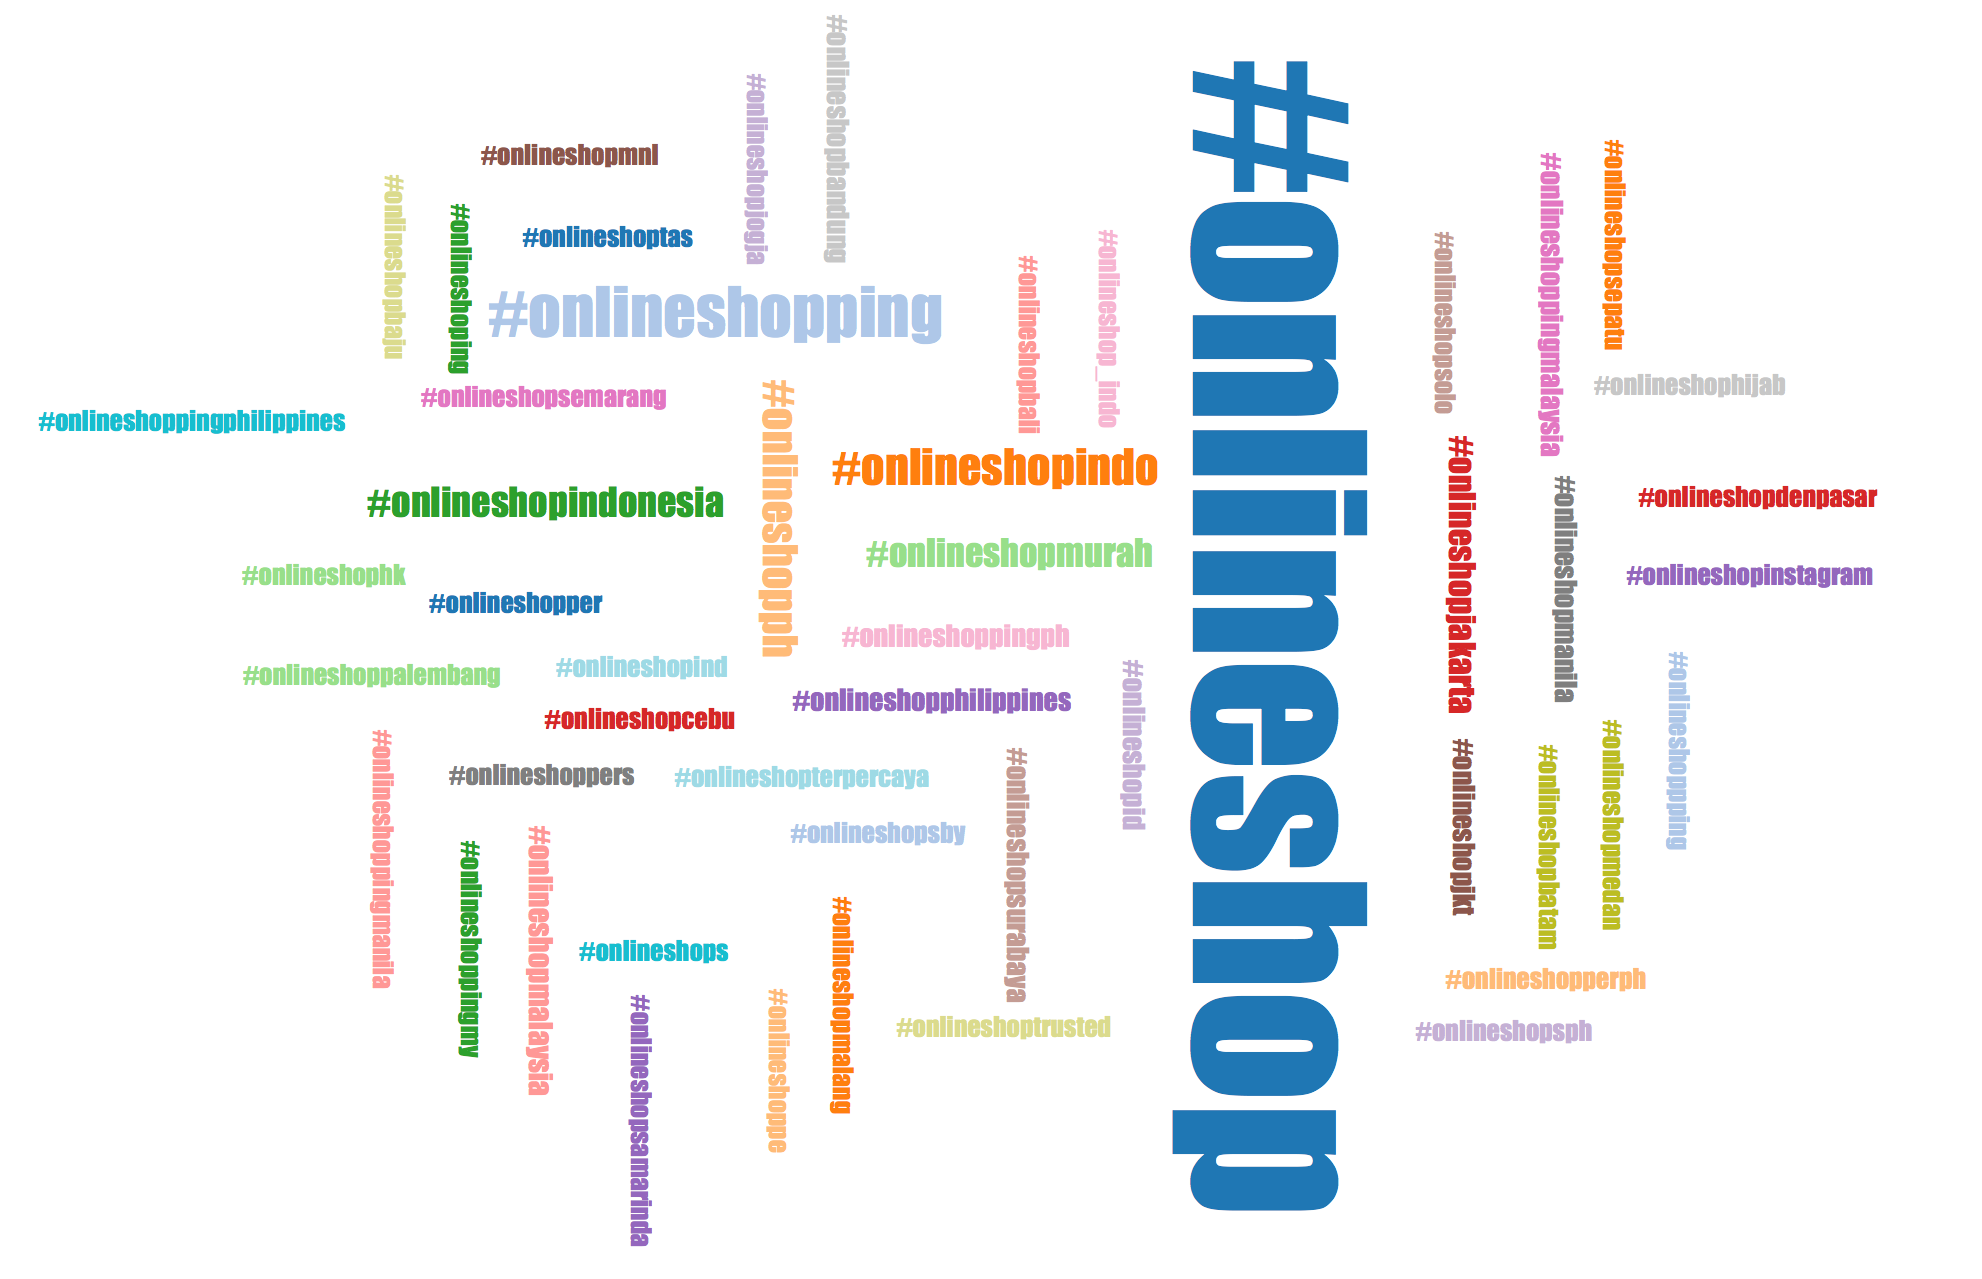 #onlineshopbandung
#onlineshopjogja
#onlineshopmnl
#onlineshopbaju
#onlineshoping
#onlineshoptas
#onlineshopping
#onlineshopsemarang
#onlineshoppingphilippines
#onlineshopindonesia
#onlineshopph
#onlineshopbali
#onlineshop_indo
#onlineshopindo
#onlineshopmurah
#onlineshophk
#onlineshopper
#onlineshoppingph
#onlineshoppalembang
#onlineshopind
#onlineshopphilippines
#onlineshopcebu
#onlineshopid
#onlineshoppingmanila
#onlineshoppers
#onlineshopterpercaya
#onlineshopsby
#onlineshopsurabaya
#onlineshoppingmy
#onlineshopmalaysia
#onlineshops
#onlineshopsamarinda
#onlineshoppe
#onlineshopmalang
#onlineshoptrusted
#onlineshop
#onlineshopsolo
#onlineshoppingmalaysia
#onlineshopsepatu
#onlineshophijab
#onlineshopjakarta
#onlineshopmanila
#onlineshopdenpasar
#onlineshopinstagram
#onlineshopjkt
#onlineshopbatam
#onlineshopmedan
#onlineshoppping
#onlineshopperph
#onlineshopsph